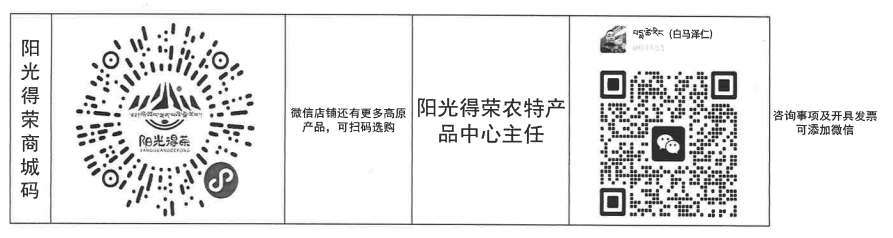 阳光得荣商城码
阳光得荣
YANGGUANGDERONG
微信店铺还有更多高原
产品，可扫码选购
阳光得荣农特产
品中心主任
(白马泽仁)
咨询事项及开具发票
可添加微信